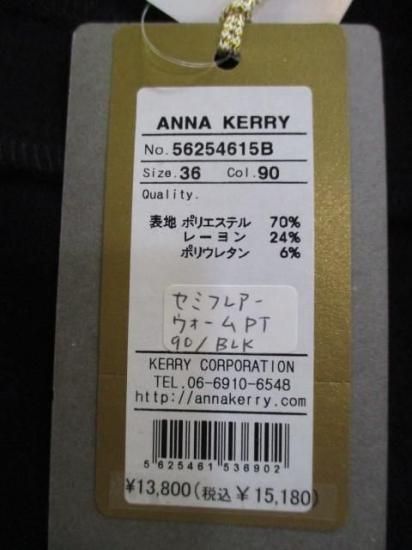 ANNA KERRY
No.56254615B
Size.36 Col.90
Quality.
表地 ポリエステル 70%
レーヨン 24%
ポリウレタン 6%
セミフレアー
ウォームPT
90/BLK
KERRY CORPORATION
TEL.06-6910-6548
http://annakerry.com/
5625461536902
¥13,800(税込¥15,180)